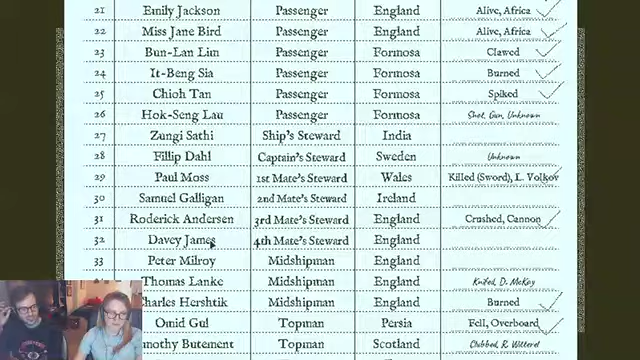 21 Emily Jackson Passenger England Alive, Africa
22 Miss Jane Bird Passenger England Alive, Africa
23 Bun-Lan Lim Passenger Formosa Clawed
24 It-Beng Sia Passenger Formosa Burned
25 Chioh Tan Passenger Formosa Spiked
26 Hok-Seng Lau Passenger Formosa Shot, Gun, Unknown
27 Zungi Sathi Ship's Steward India
28 Fillip Dahl Captain's Steward Sweden Unknown
29 Paul Moss 1st Mate's Steward Wales Killed (Sword), L. Volkov
30 Samuel Galligan 2nd Mate's Steward Ireland
31 Roderick Andersen 3rd Mate's Steward England Crushed, Cannon
32 Davey James 4th Mate's Steward England
33 Peter Milroy Midshipman England
Thomas Lanke Midshipman England Knifed, D. McKay
Charles Hershtik Midshipman England Burned
Omid Gul Topman Persia Fell, Overboard
Timothy Butement Topman Scotland Clubbed, R. Witterel